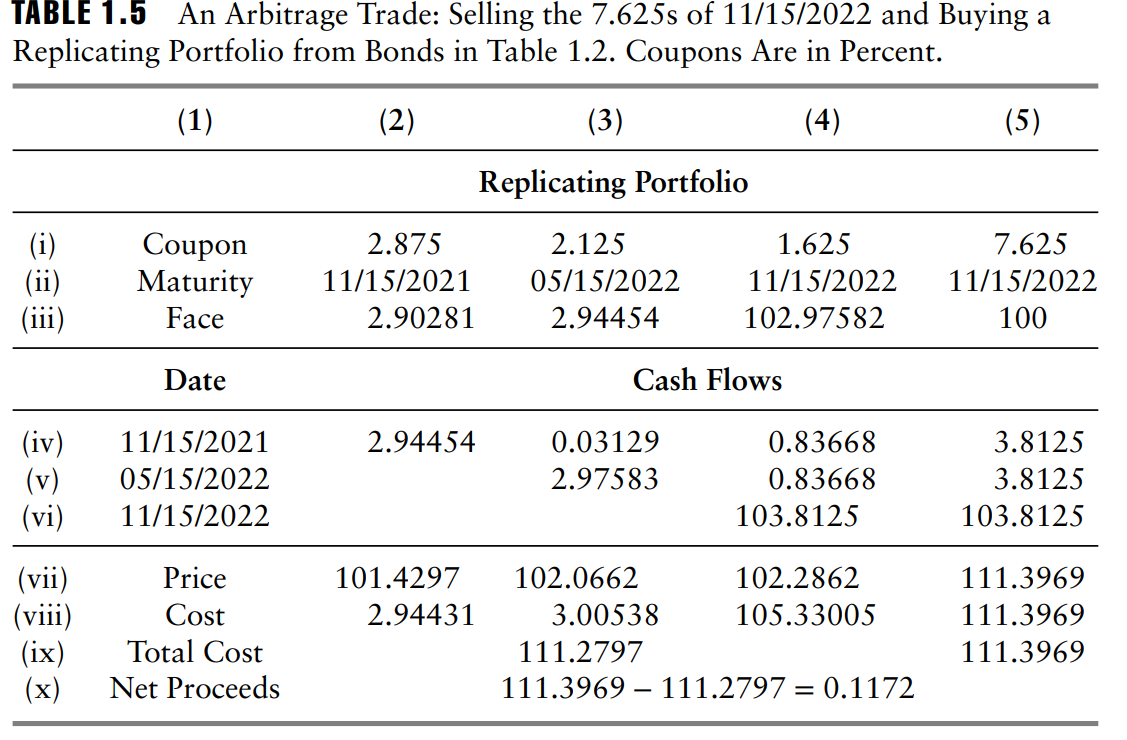 TABLE 1.5 An Arbitrage Trade: Selling the 7.625s of 11/15/2022 and Buying a
Replicating Portfolio from Bonds in Table 1.2. Coupons Are in Percent.
(1) (2) (3) (4) (5)
Replicating Portfolio
(i) Coupon 2.875 2.125 1.625 7.625
(ii) Maturity 11/15/2021 05/15/2022 11/15/2022 11/15/2022
(iii) Face 2.90281 2.94454 102.97582 100
Date Cash Flows
(iv) 11/15/2021 2.94454 0.03129 0.83668 3.8125
(v) 05/15/2022 2.97583 0.83668 3.8125
(vi) 11/15/2022 103.8125 103.8125
(vii) Price 101.4297 102.0662 102.2862 111.3969
(viii) Cost 2.94431 3.00538 105.33005 111.3969
(ix) Total Cost 111.2797 111.3969
(x) Net Proceeds 111.3969 – 111.2797 = 0.1172